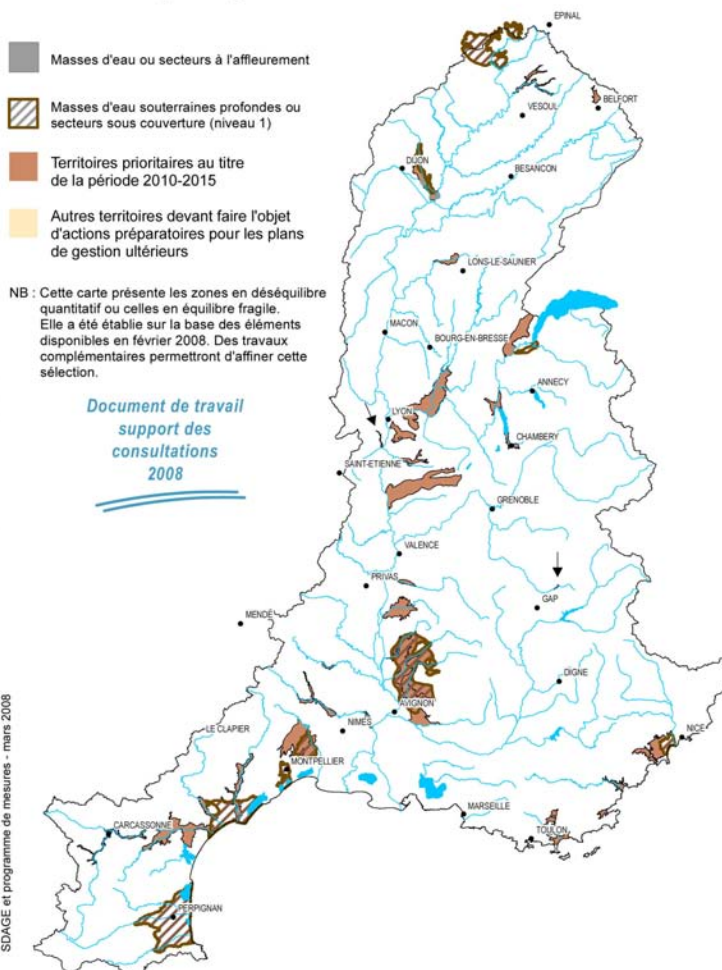 Masses d'eau ou secteurs à l'affleurement
Masses d'eau souterraines profondes ou
secteurs sous couverture (niveau 1)
Territoires prioritaires au titre
de la période 2010-2015
Autres territoires devant faire l'objet
d'actions préparatoires pour les plans
de gestion ultérieurs
NB : Cette carte présente les zones en déséquilibre
quantitatif ou celles en équilibre fragile.
Elle a été établie sur la base des éléments
disponibles en février 2008. Des travaux
complémentaires permettront d'affiner cette
sélection.
Document de travail
support des
consultations
2008
EPINAL
VESOUL
BELFORT
DIJON
BESANCON
LONS-LE-SAUNIER
MACON
BOURG-EN-BRESSE
ANNECY
LYON
CHAMBERY
SAINT-ETIENNE
GRENOBLE
VALENCE
PRIVAS
GAP
MENDE
DIGNE
AVIGNON
NIMES
NICE
LE CLAPIER
MONTPELLIER
MARSEILLE
CARCASSONNE
TOULON
PERPIGNAN
SDAGE et programme de mesures - mars 2008